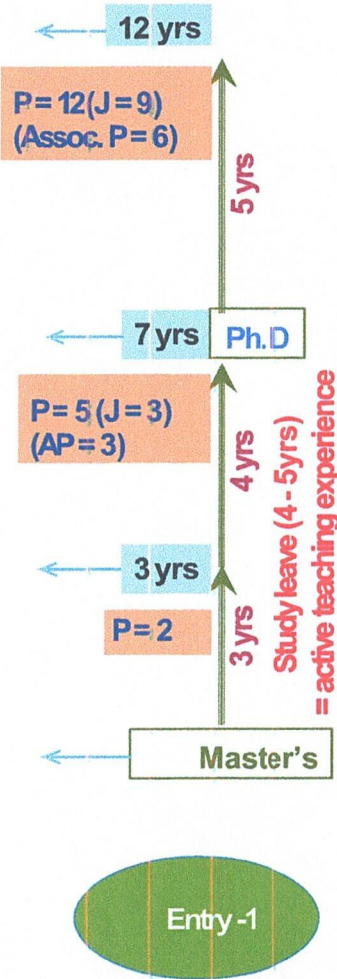 12 yrs
P = 12(J = 9)
(Assoc. P = 6)
5 yrs
7 yrs
Ph.D
P = 5 (J = 3)
(AP = 3)
4 yrs
3 yrs
P = 2
3 yrs
Study leave (4 - 5yrs)
= active teaching experience
Master's
Entry -1